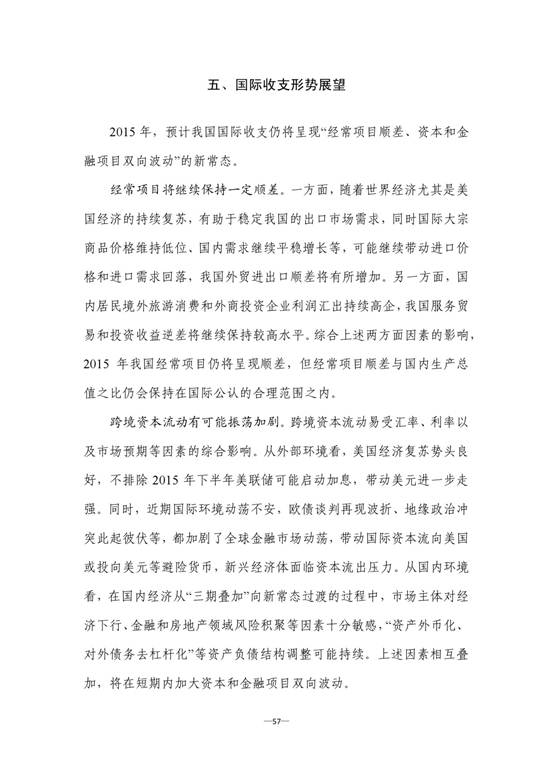 五、国际收支形势展望
2015 年，预计我国国际收支仍将呈现“经常项目顺差、资本和金
融项目双向波动”的新常态。
经常项目将继续保持一定顺差。一方面，随着世界经济尤其是美
国经济的持续复苏，有助于稳定我国的出口市场需求，同时国际大宗
商品价格维持低位、国内需求继续平稳增长等，可能继续带动进口价
格和进口需求回落，我国外贸进出口顺差将有所增加。另一方面，国
内居民境外旅游消费和外商投资企业利润汇出持续高企，我国服务贸
易和投资收益逆差将继续保持较高水平。综合上述两方面因素的影响，
2015 年我国经常项目仍将呈现顺差，但经常项目顺差与国内生产总
值之比仍会保持在国际公认的合理范围之内。
跨境资本流动有可能振荡加剧。跨境资本流动易受汇率、利率以
及市场预期等因素的综合影响。从外部环境看，美国经济复苏势头良
好，不排除 2015 年下半年美联储可能启动加息，带动美元进一步走
强。同时，近期国际环境动荡不安，欧债谈判再现波折、地缘政治冲
突此起彼伏等，都加剧了全球金融市场动荡，带动国际资本流向美国
或投向美元等避险货币，新兴经济体面临资本流出压力。从国内环境
看，在国内经济从“三期叠加”向新常态过渡的过程中，市场主体对经
济下行、金融和房地产领域风险积聚等因素十分敏感，“资产外币化、
对外债务去杠杆化”等资产负债结构调整可能持续。上述因素相互叠
加，将在短期内加大资本和金融项目双向波动。
—57—